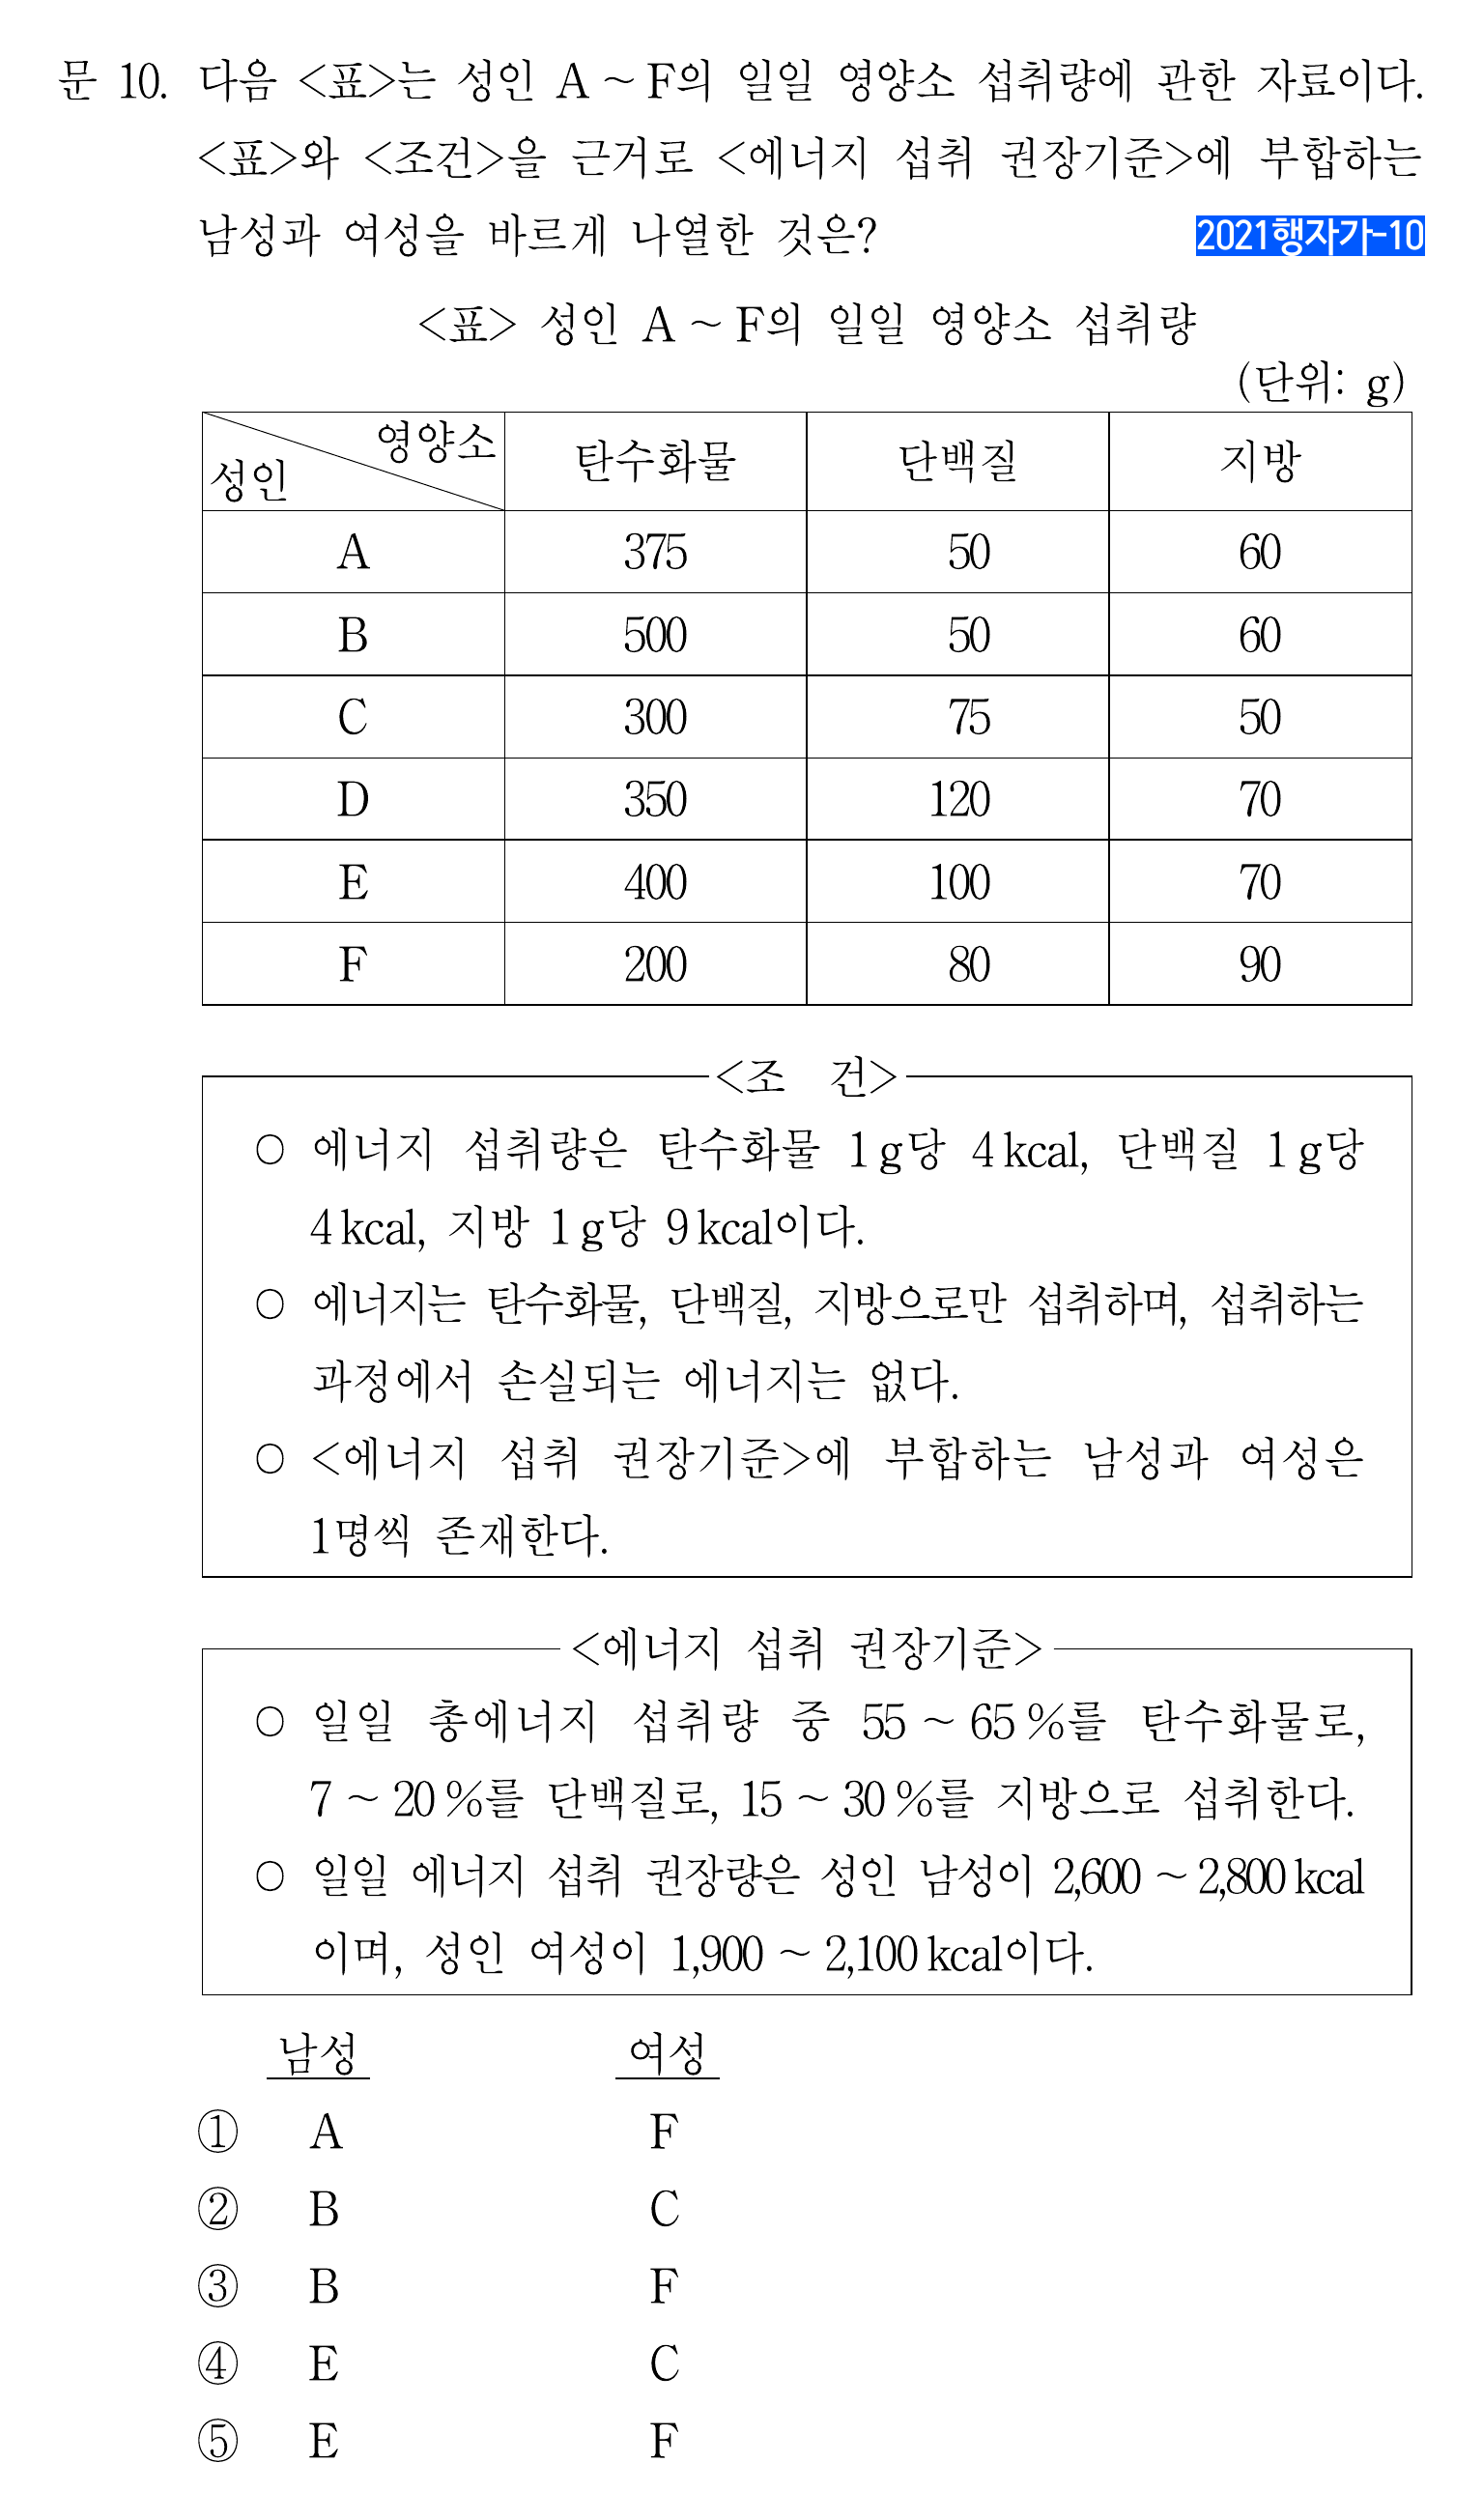 문 10. 다음 <표>는 성인 A ~ F의 일일 영양소 섭취량에 관한 자료이다.
<표>와 <조건>을 근거로 <에너지 섭취 권장기준>에 부합하는
남성과 여성을 바르게 나열한 것은?
2021행자가-10
<표> 성인 A ~ F의 일일 영양소 섭취량
(단위: g)
영양소
성인
탄수화물 단백질 지방
A 375 50 60
B 500 50 60
C 300 75 50
D 350 120 70
E 400 100 70
F 200 80 90
<조 건>
○ 에너지 섭취량은 탄수화물 1 g당 4 kcal, 단백질 1 g당
4 kcal, 지방 1 g당 9 kcal이다.
○ 에너지는 탄수화물, 단백질, 지방으로만 섭취하며, 섭취하는
과정에서 손실되는 에너지는 없다.
○ <에너지 섭취 권장기준>에 부합하는 남성과 여성은
1명씩 존재한다.
<에너지 섭취 권장기준>
○ 일일 총에너지 섭취량 중 55 ~ 65 %를 탄수화물로,
7 ~ 20 %를 단백질로, 15 ~ 30 %를 지방으로 섭취한다.
○ 일일 에너지 섭취 권장량은 성인 남성이 2,600 ~ 2,800 kcal
이며, 성인 여성이 1,900 ~ 2,100 kcal이다.
남성 여성
① A F
② B C
③ B F
④ E C
⑤ E F